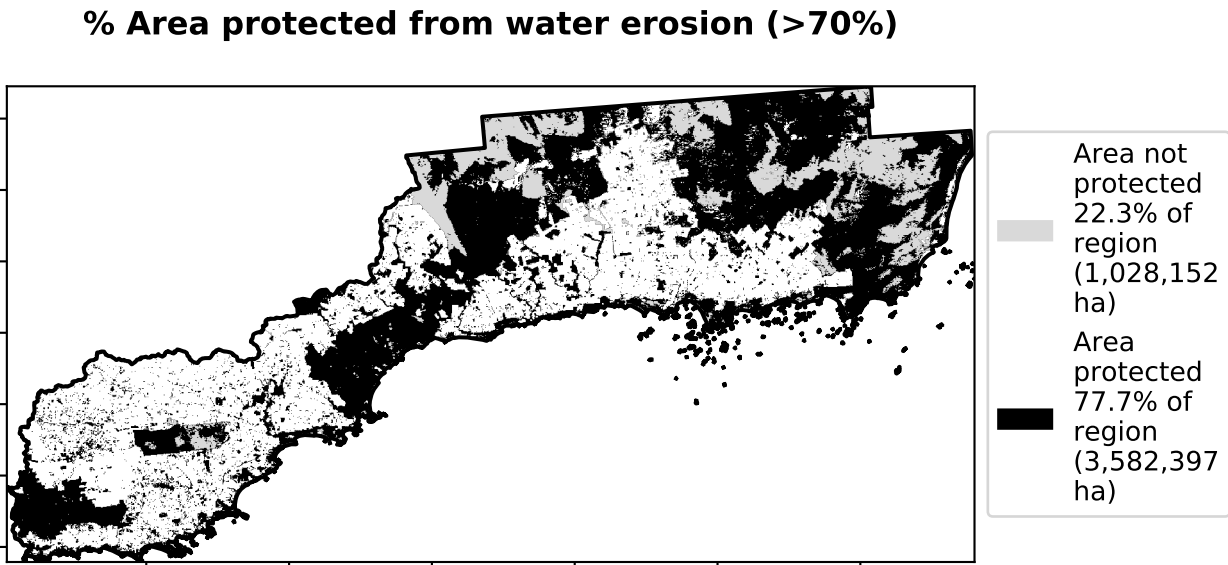 % Area protected from water erosion (>70%)
Area not
protected
22.3% of
region
(1,028,152
ha)
Area
protected
77.7% of
region
(3,582,397
ha)